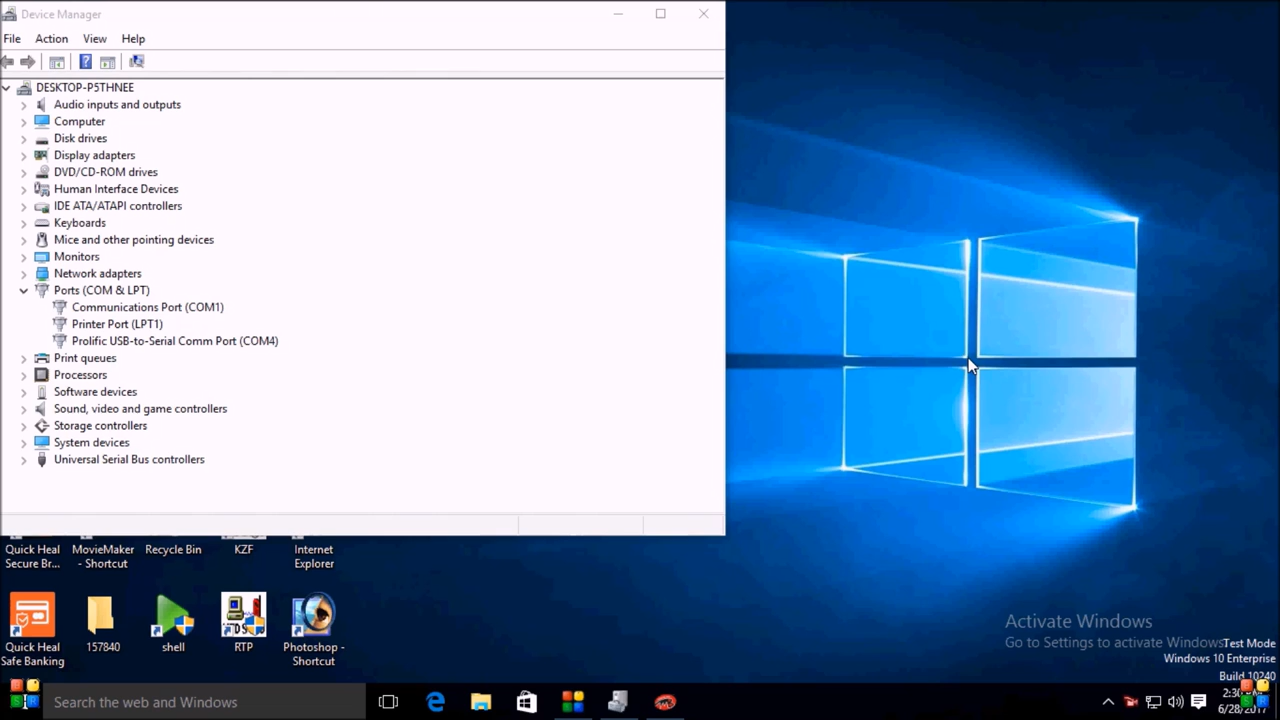 Device Manager
File Action View Help
DESKTOP-P5THNEE
Audio inputs and outputs
Computer
Disk drives
Display adapters
DVD/CD-ROM drives
Human Interface Devices
IDE ATA/ATAPI controllers
Keyboards
Mice and other pointing devices
Monitors
Network adapters
Ports (COM & LPT)
Communications Port (COM1)
Printer Port (LPT1)
Prolific USB-to-Serial Comm Port (COM4)
Print queues
Processors
Software devices
Sound, video and game controllers
Storage controllers
System devices
Universal Serial Bus controllers
Quick Heal
Secure Br...
MovieMaker
- Shortcut
Recycle Bin
KZF
Internet
Explorer
Quick Heal
Safe Banking
157840
shell
RTP
Photoshop -
Shortcut
Activate Windows
Go to Settings to activate Windows
Test Mode
Windows 10 Enterprise
Build 10240
Search the web and Windows
6/28/2017